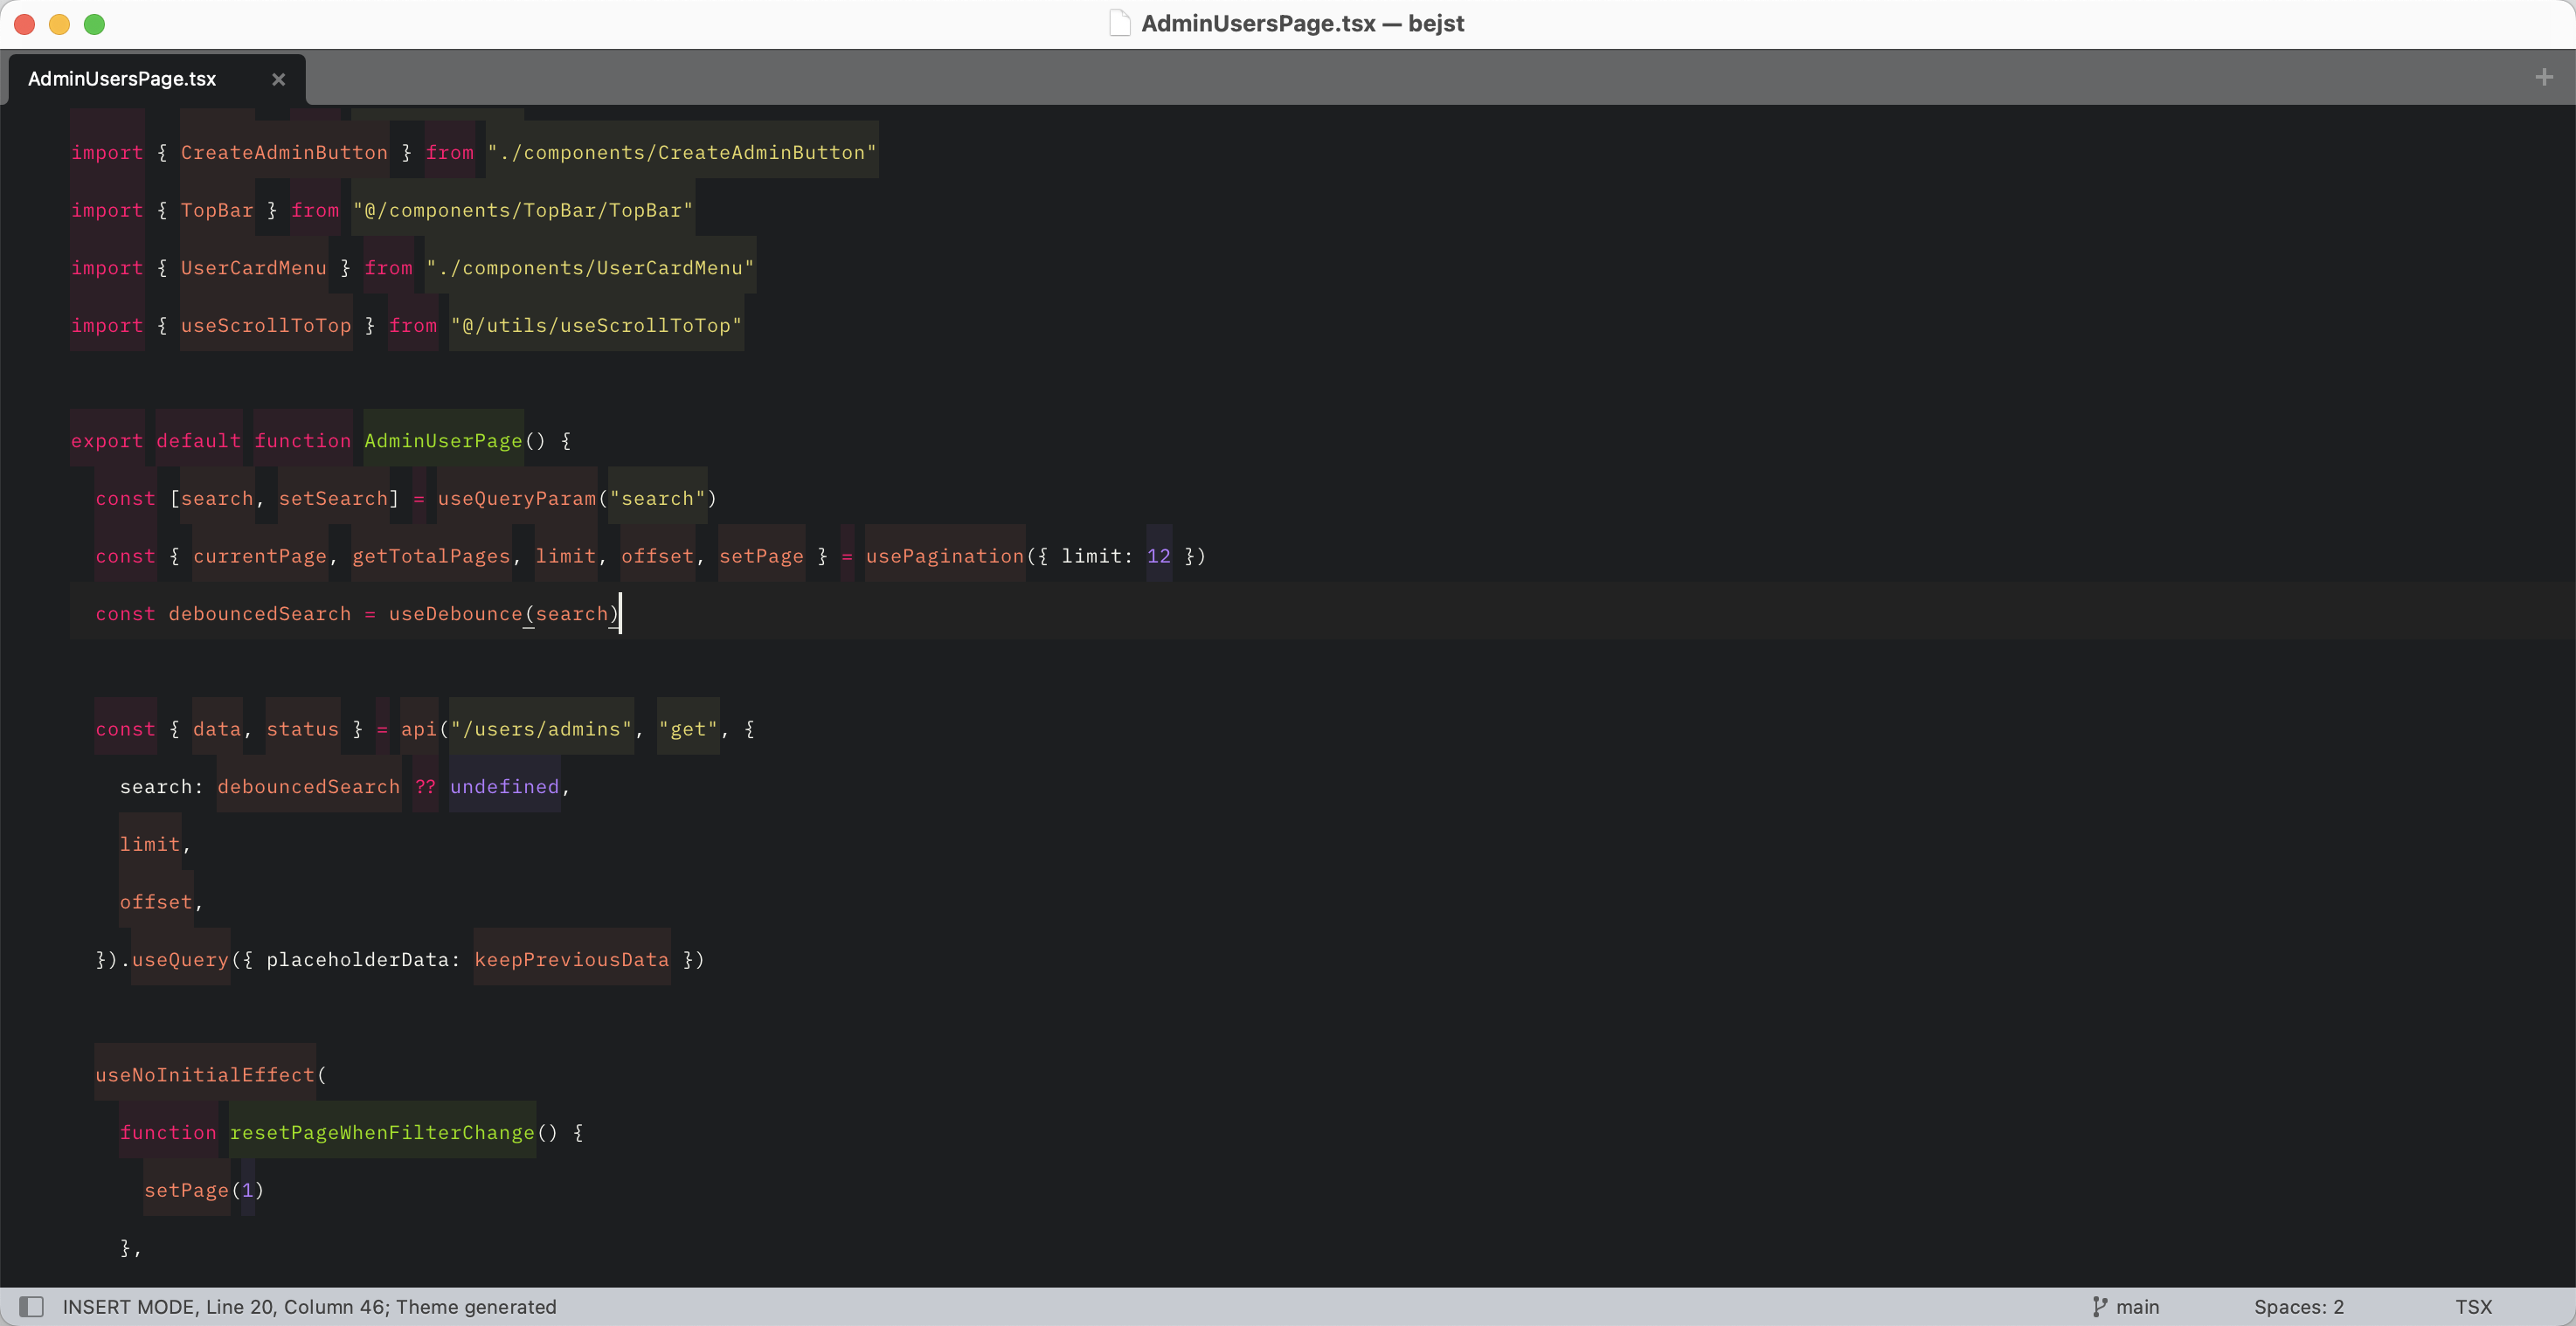 AdminUsersPage.tsx — bejst
AdminUsersPage.tsx
import { CreateAdminButton } from "./components/CreateAdminButton"
import { TopBar } from "@/components/TopBar/TopBar"
import { UserCardMenu } from "./components/UserCardMenu"
import { useScrollToTop } from "@/utils/useScrollToTop"
export default function AdminUserPage() {
const [search, setSearch] = useQueryParam("search")
const { currentPage, getTotalPages, limit, offset, setPage } = usePagination({ limit: 12 })
const debouncedSearch = useDebounce(search)
const { data, status } = api("/users/admins", "get", {
search: debouncedSearch ?? undefined,
limit,
offset,
}).useQuery({ placeholderData: keepPreviousData })
useNoInitialEffect(
function resetPageWhenFilterChange() {
setPage(1)
},
INSERT MODE, Line 20, Column 46; Theme generated
main
Spaces: 2
TSX